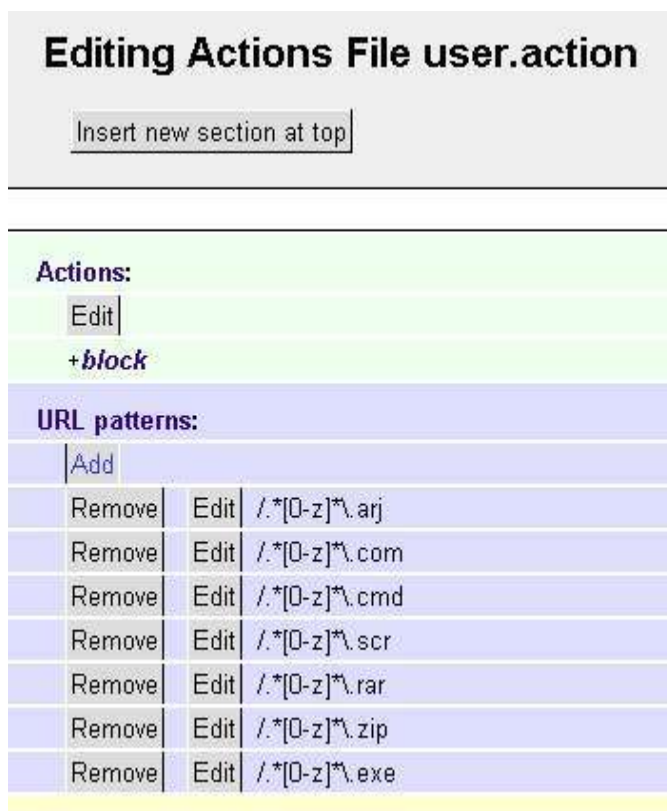 Editing Actions File user.action
Insert new section at top
Actions:
Edit
+block
URL patterns:
Add
Remove Edit /.*[0-z]*\.arj
Remove Edit /.*[0-z]*\.com
Remove Edit /.*[0-z]*\.cmd
Remove Edit /.*[0-z]*\.scr
Remove Edit /.*[0-z]*\.rar
Remove Edit /.*[0-z]*\.zip
Remove Edit /.*[0-z]*\.exe